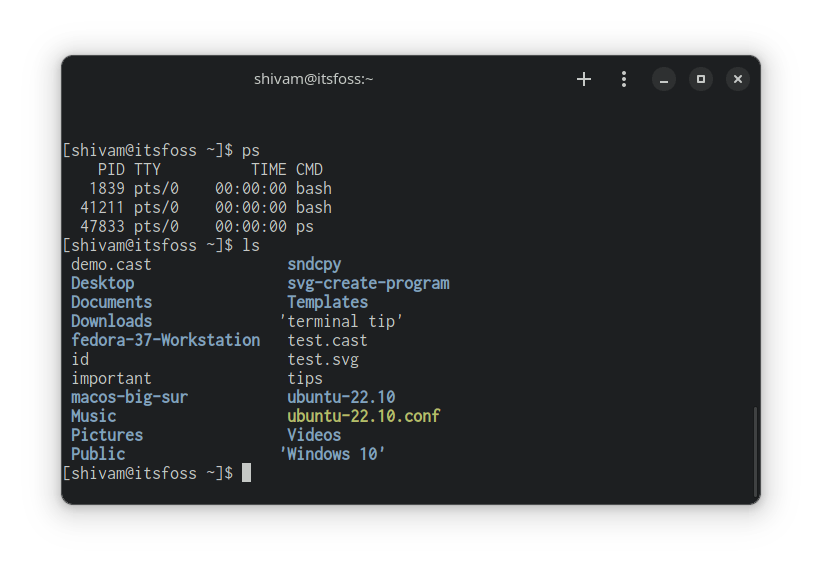 shivam@itsfoss:~
[shivam@itsfoss ~]$ ps
    PID TTY          TIME CMD
   1839 pts/0    00:00:00 bash
  41211 pts/0    00:00:00 bash
  47833 pts/0    00:00:00 ps
[shivam@itsfoss ~]$ ls
 demo.cast               sndcpy
 Desktop                 svg-create-program
 Documents               Templates
 Downloads              'terminal tip'
 fedora-37-Workstation   test.cast
 id                      test.svg
 important               tips
 macos-big-sur           ubuntu-22.10
 Music                   ubuntu-22.10.conf
 Pictures                Videos
 Public                 'Windows 10'
[shivam@itsfoss ~]$